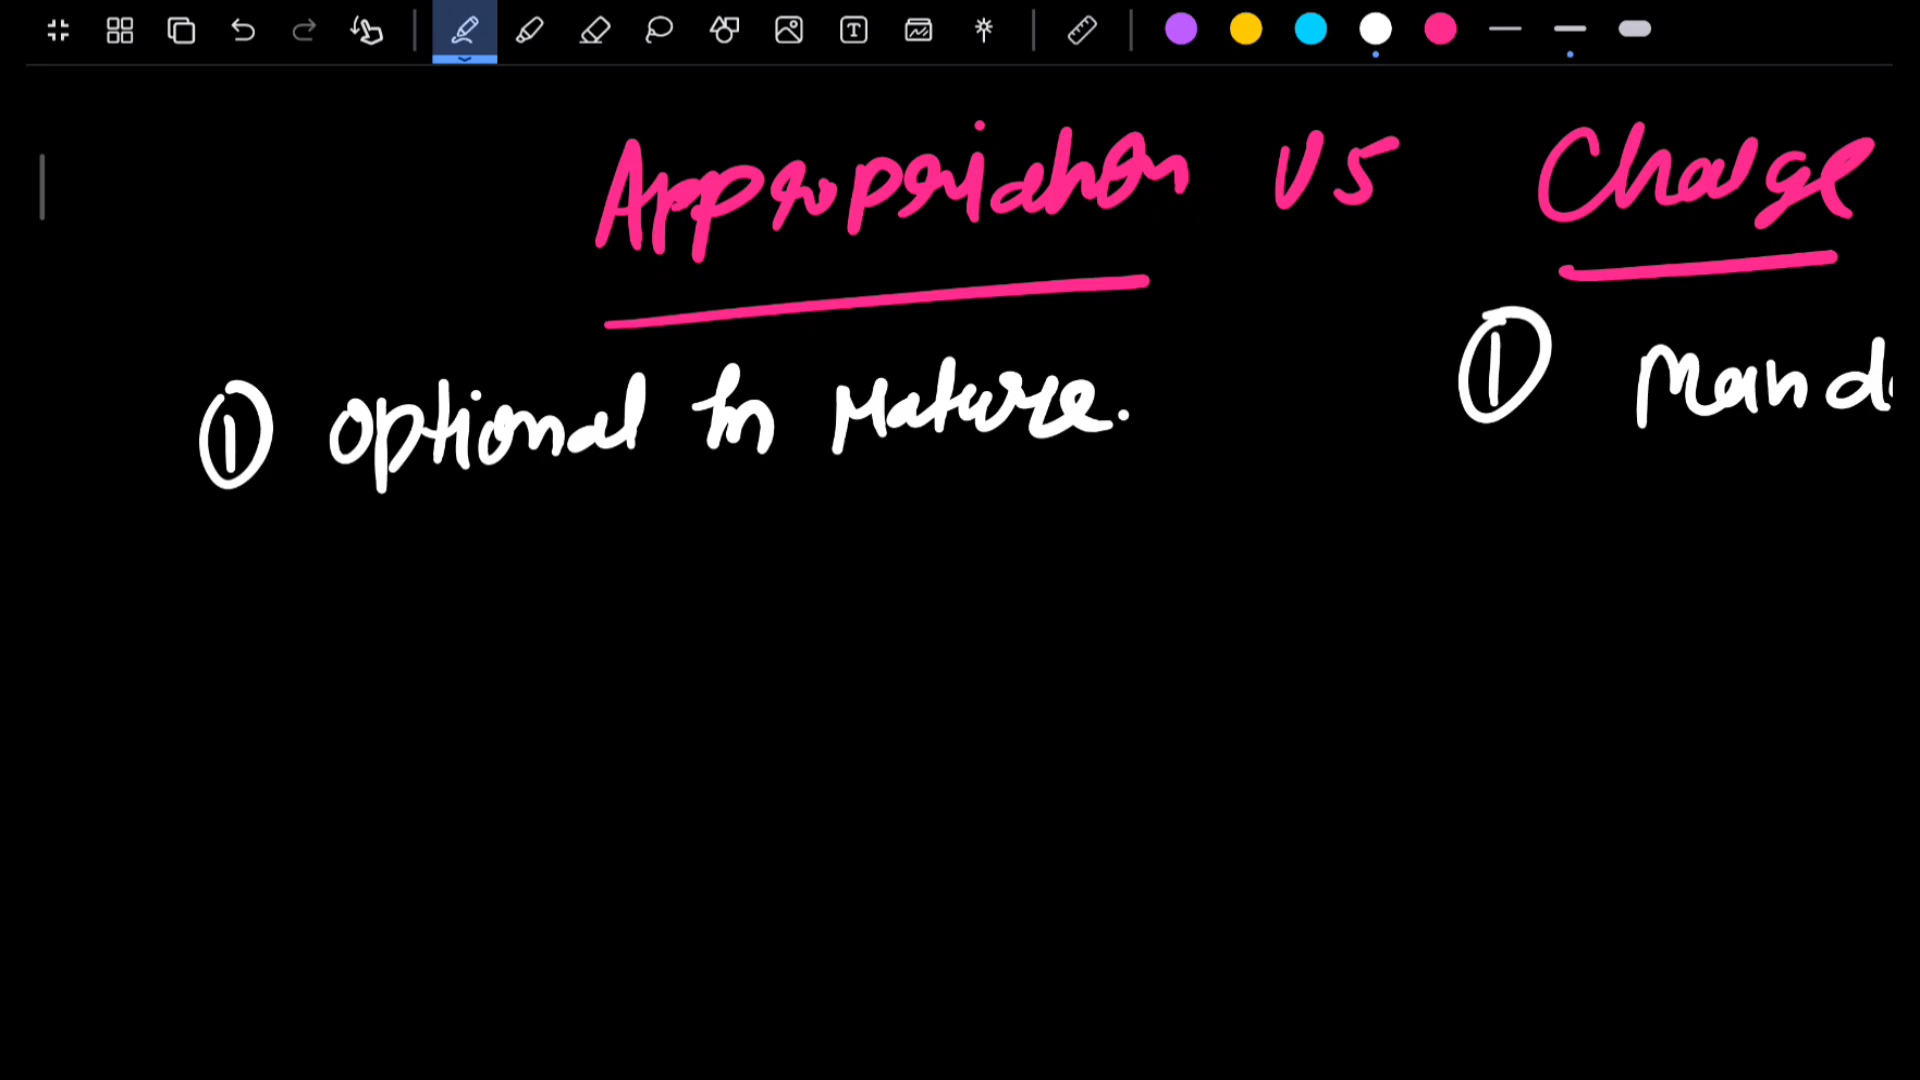 Appropriation VS Charge
① optional In Nature.
① Mand